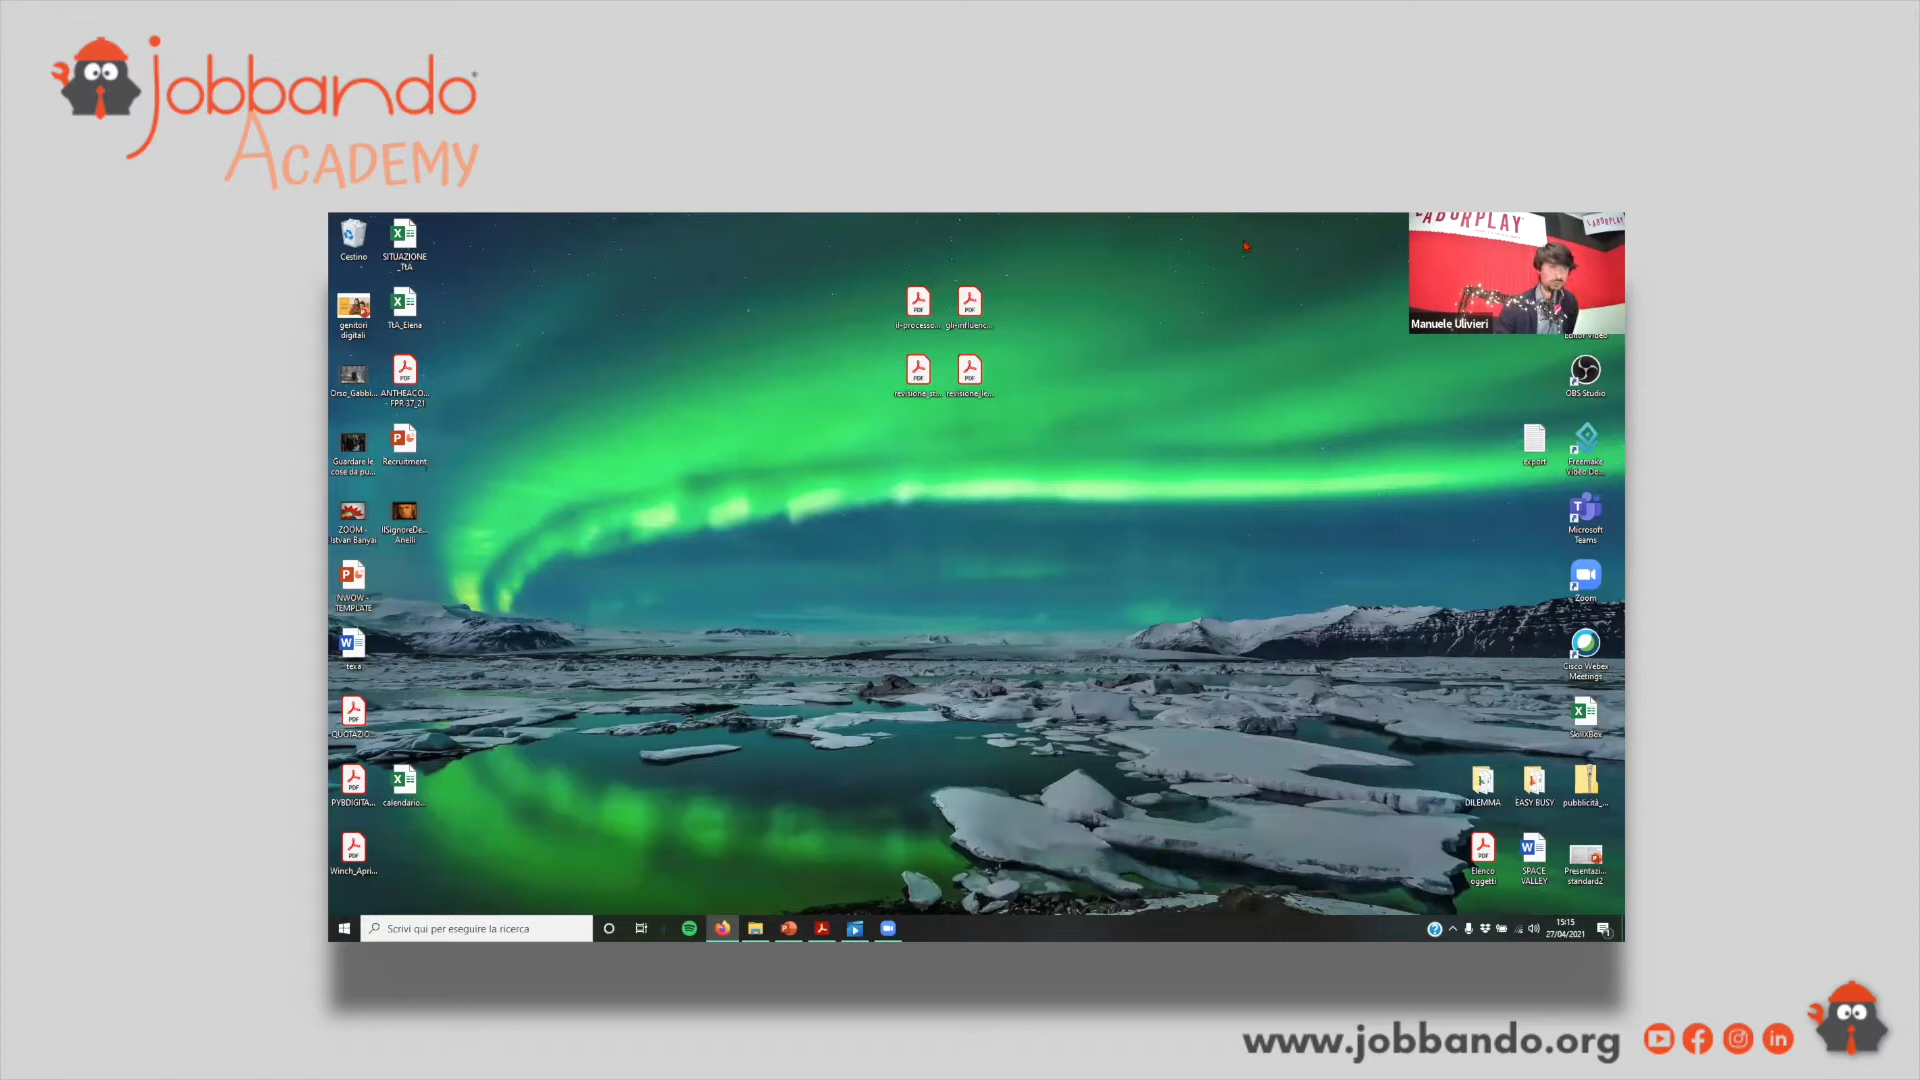 jobbando
ACADEMY
LABORPLAY
LABORPLAY
Manuele Ulivieri
Cestino
SITUAZIONE
_TtA
genitori
digitali
TtA_Elena
Orso_Gabbi...
ANTHEACO...
- FPR 37_21
Guardare le
cose da pu...
Recruitment
ZOOM -
Istvan Banyai
IlSignoreDe...
Anelli
NWOW -
TEMPLATE
texa
QUOTAZIO...
PYBDIGITA...
calendario...
Winch_Apri...
il-processo...
gli-influenc...
revisione_st...
revisione_le...
Editor Video
OBS Studio
export
Freemake
Video Do...
Microsoft
Teams
Zoom
Cisco Webex
Meetings
SkillXBox
DILEMMA
EASY.BUSY
pubblicità_...
Elenco
oggetti
SPACE
VALLEY
Presentazi...
standard2
Scrivi qui per eseguire la ricerca
15:15
27/04/2021
www.jobbando.org